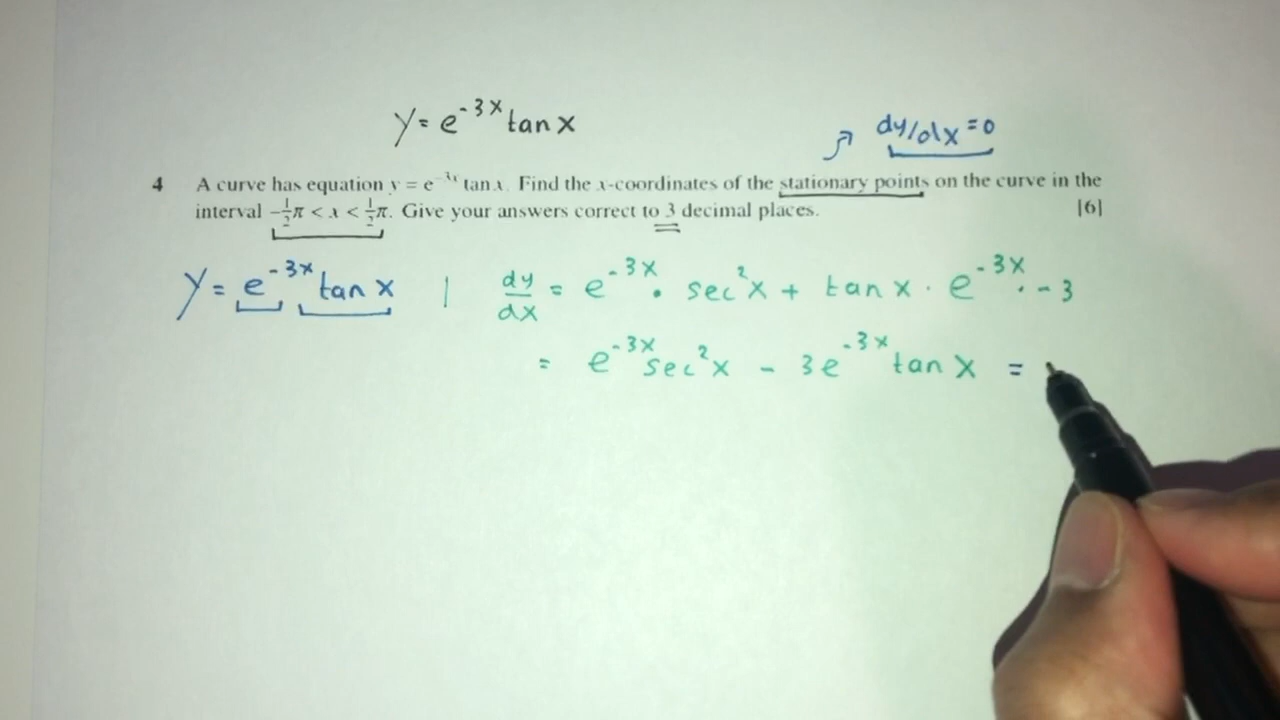 y = e⁻³ˣ tan x
dy/dx = 0
4 A curve has equation y = e⁻³ˣ tan x. Find the x-coordinates of the stationary points on the curve in the
interval −½π < x < ½π. Give your answers correct to 3 decimal places. [6]
y = e⁻³ˣ tan x | dy/dx = e⁻³ˣ · sec²x + tan x · e⁻³ˣ · -3
= e⁻³ˣ sec²x - 3e⁻³ˣ tan x =